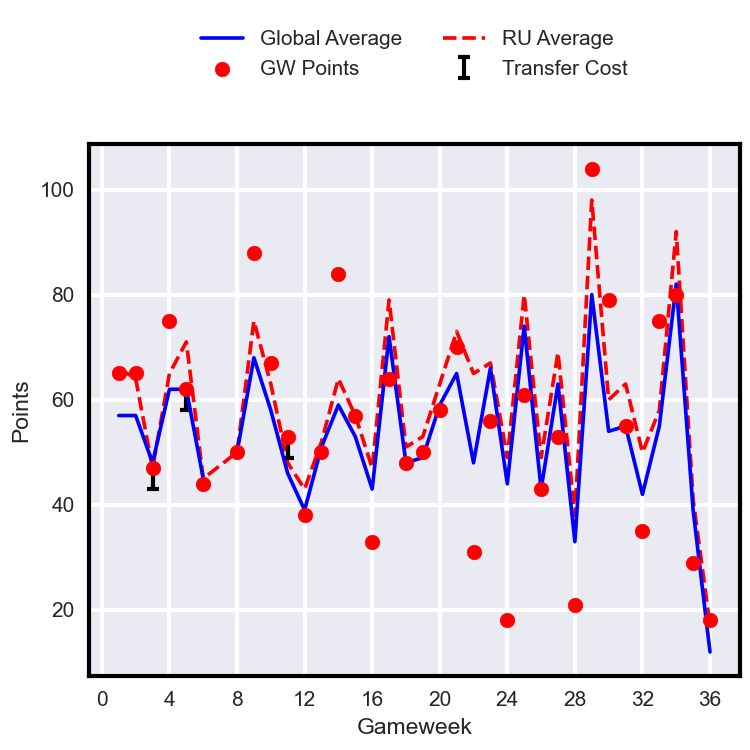 Global Average
RU Average
GW Points
Transfer Cost
100
80
60
40
20
Points
0 4 8 12 16 20 24 28 32 36
Gameweek